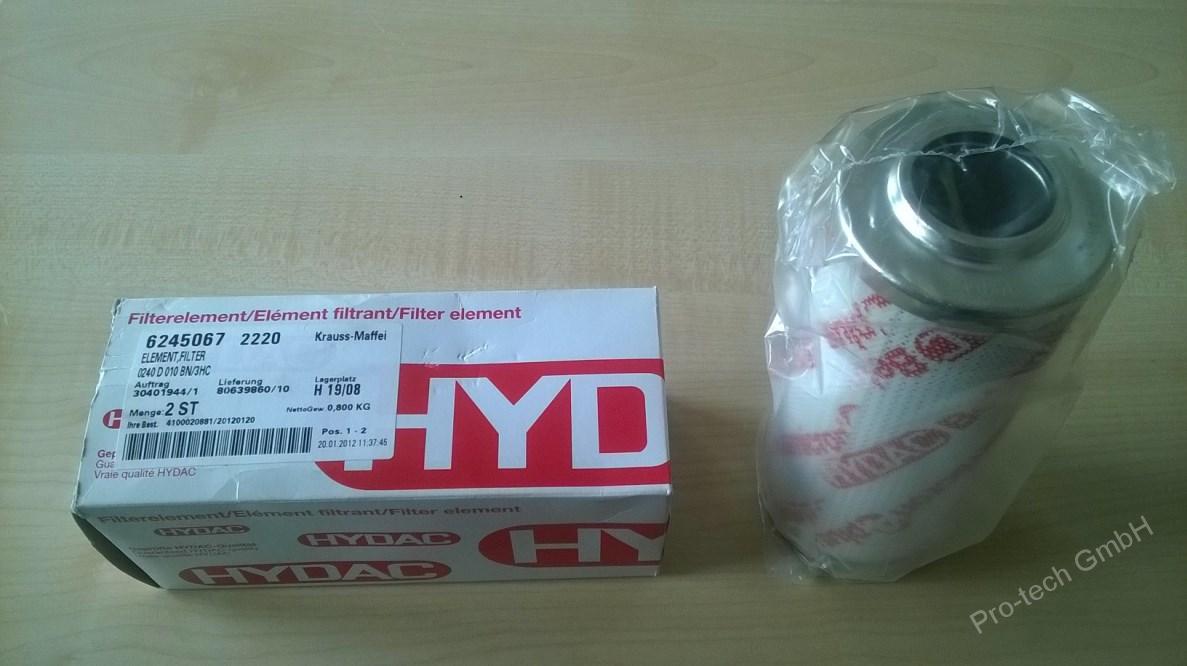 Filterelement/Elément filtrant/Filter element
6245067 2220 Krauss-Maffei
ELEMENT,FILTER
0240 D 010 BN/3HC
Auftrag Lieferung Lagerplatz
30401944/1 80639860/10 H 19/08
Menge: 2 ST NettoGew. 0,800 KG
Ihre Best. 4100020881/20120120
Pos. 1 - 2
20.01.2012 11:37:45
HYD
Gep
Gua
Vraie qualité HYDAC
Filterelement/Elément filtrant/Filter element
HYDAC
HYDAC
HY
HYDAC
Pro-tech GmbH